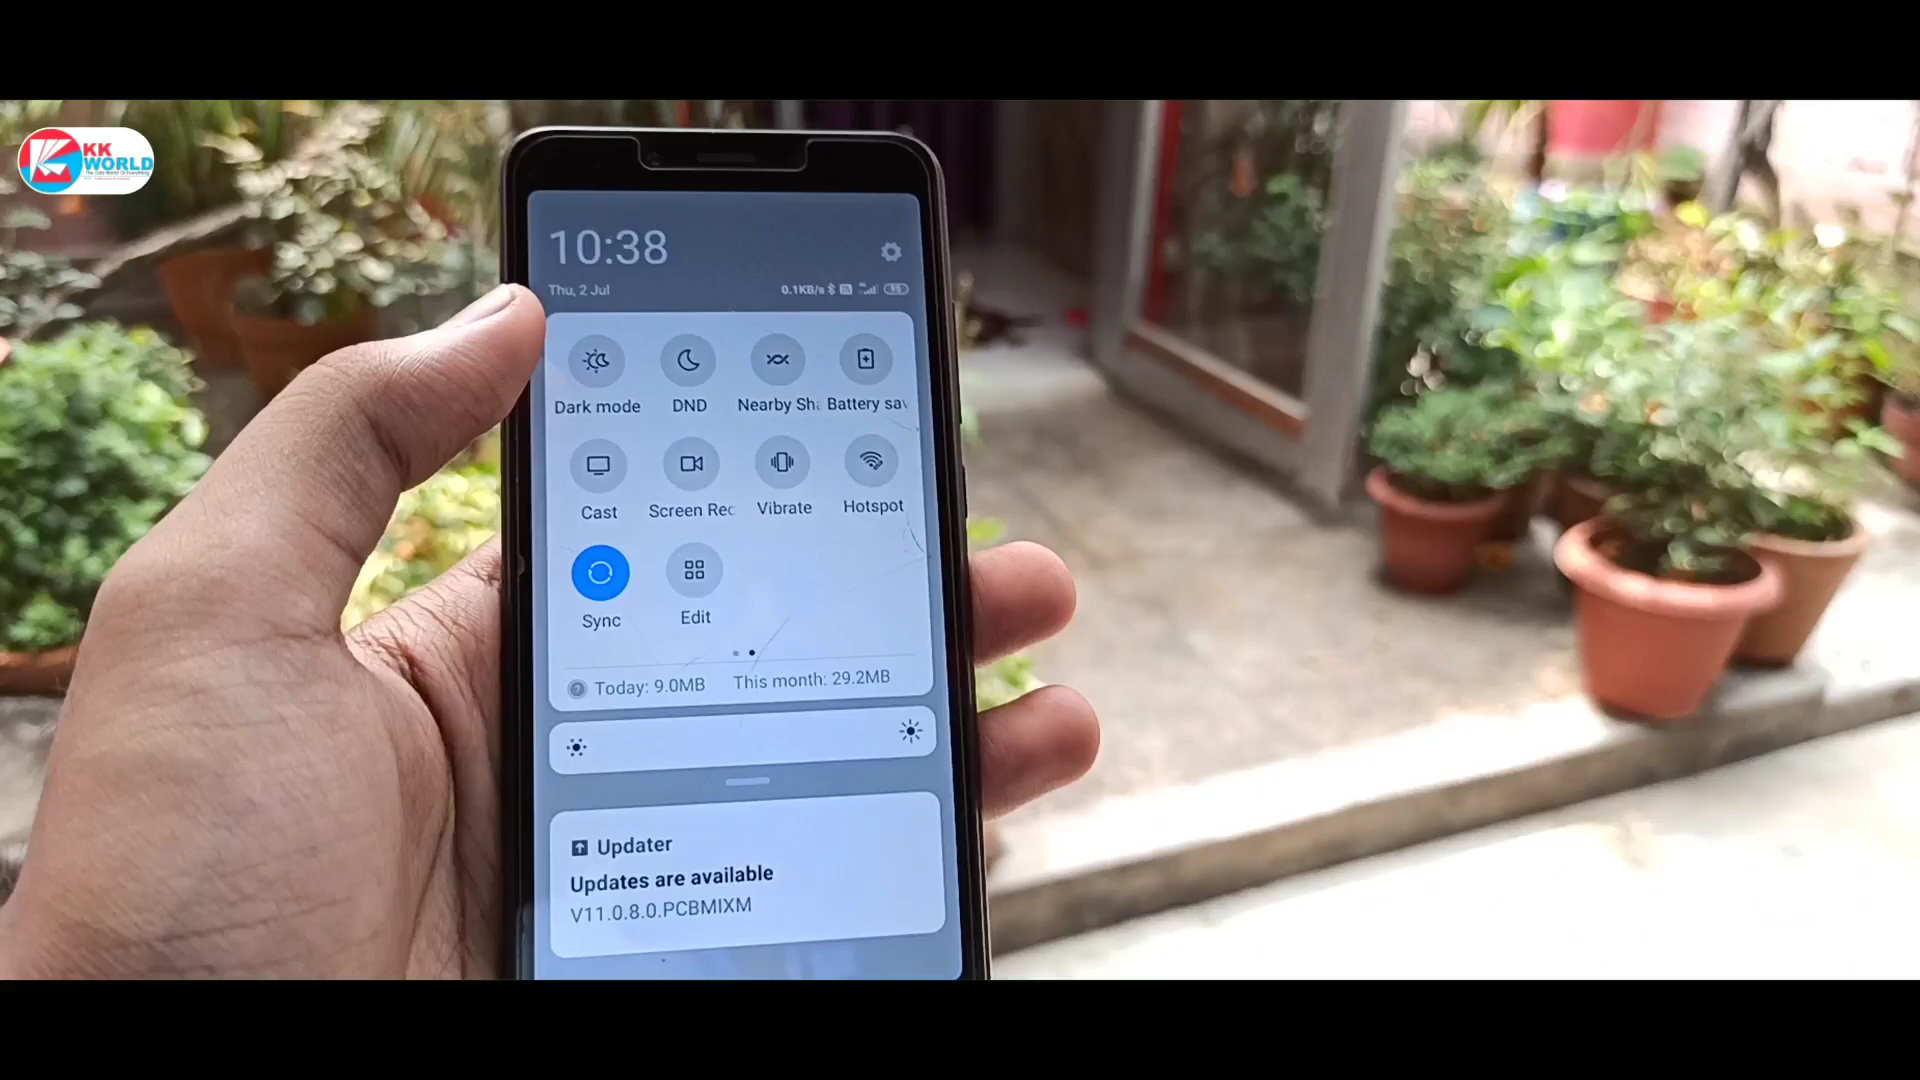 KK
WORLD
10:38
Thu, 2 Jul
0.1KB/s
Dark mode
DND
Nearby Sh
Battery sav
Cast
Screen Rec
Vibrate
Hotspot
Sync
Edit
Today: 9.0MB
This month: 29.2MB
Updater
Updates are available
V11.0.8.0.PCBMIXM